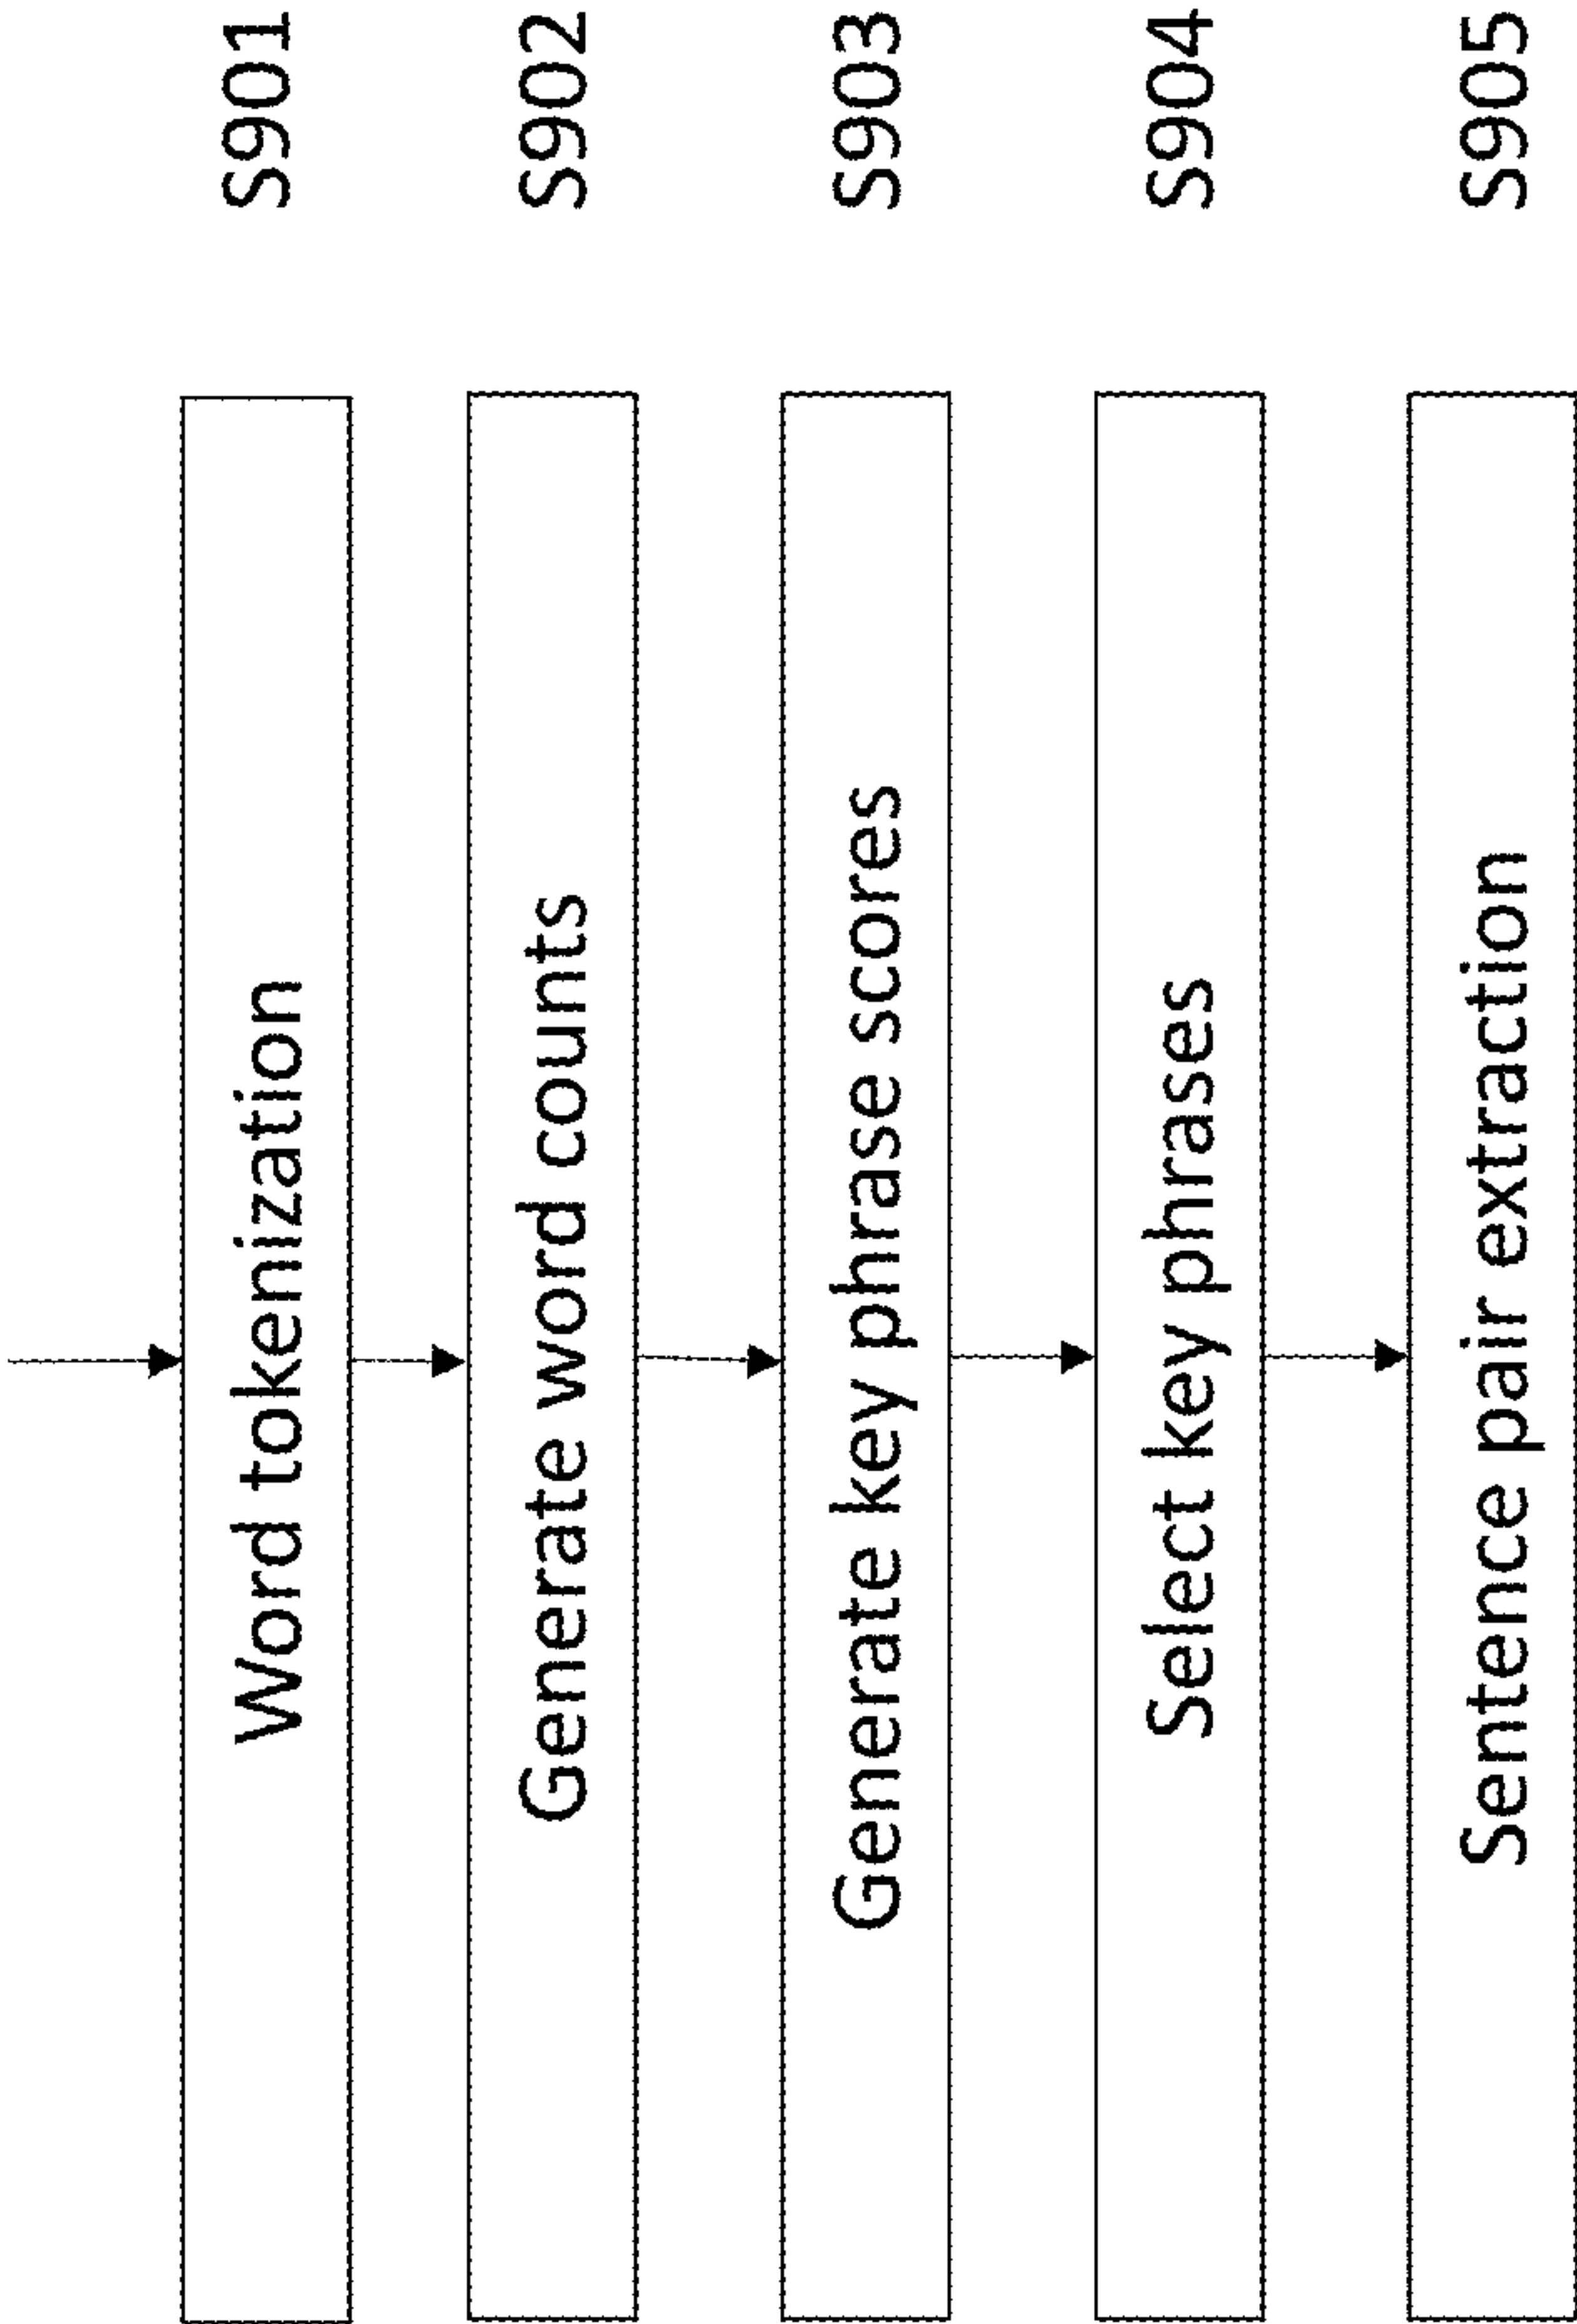 Word tokenization S901
Generate word counts S902
Generate key phrase scores S903
Select key phrases S904
Sentence pair extraction S905